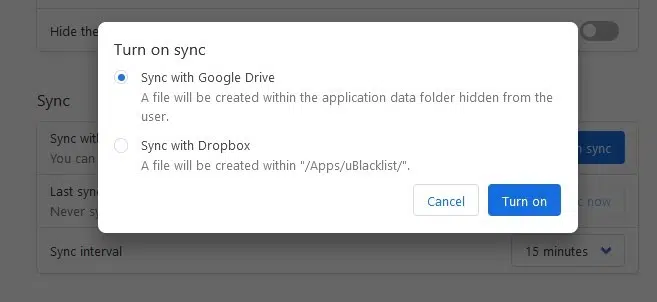 Hide the
Turn on sync
Sync with Google Drive
A file will be created within the application data folder hidden from the
user.
Sync
Sync with Dropbox
A file will be created within "/Apps/uBlacklist/".
Sync with
You can
sync
Last sync
Never sy
now
Cancel
Turn on
Sync interval
15 minutes